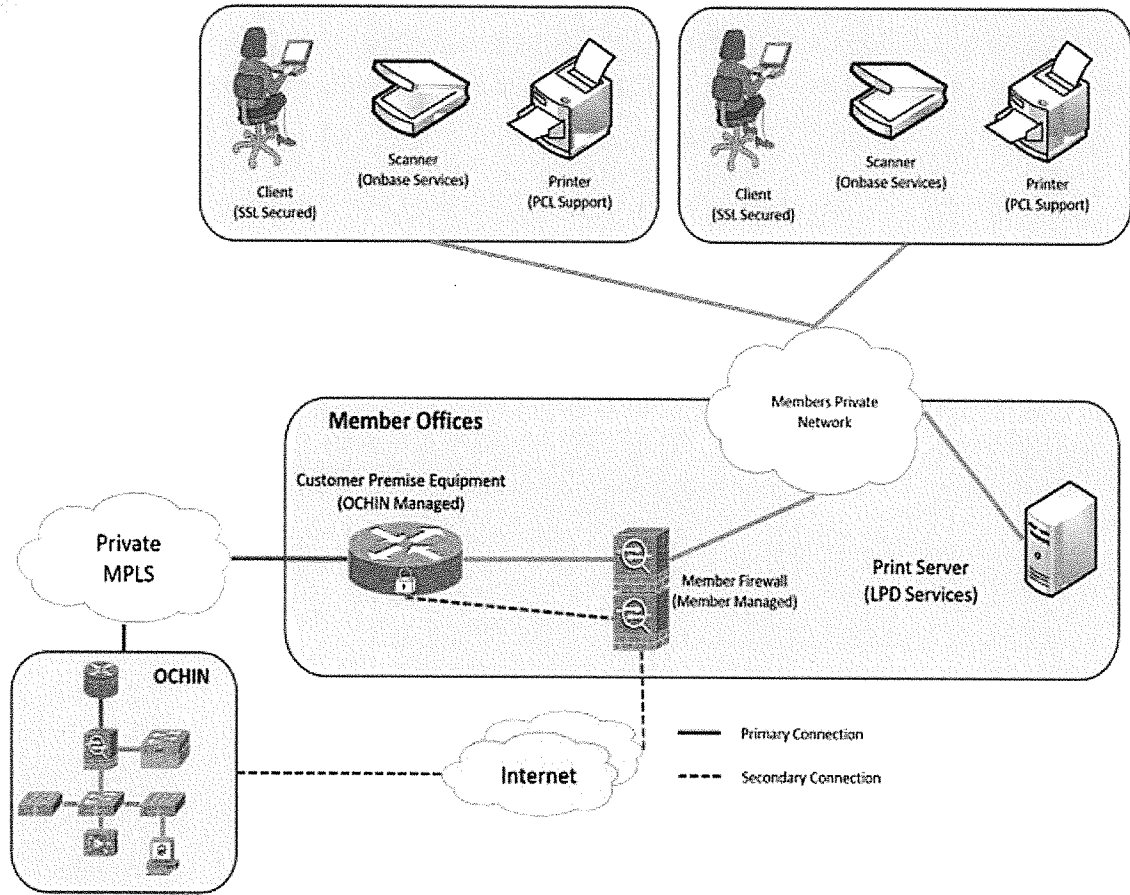 Client
(SSL Secured)
Scanner
(Onbase Services)
Printer
(PCL Support)
Client
(SSL Secured)
Scanner
(Onbase Services)
Printer
(PCL Support)
Members Private
Network
Member Offices
Customer Premise Equipment
(OCHIN Managed)
Private
MPLS
Member Firewall
(Member Managed)
Print Server
(LPD Services)
OCHIN
Internet
Primary Connection
Secondary Connection